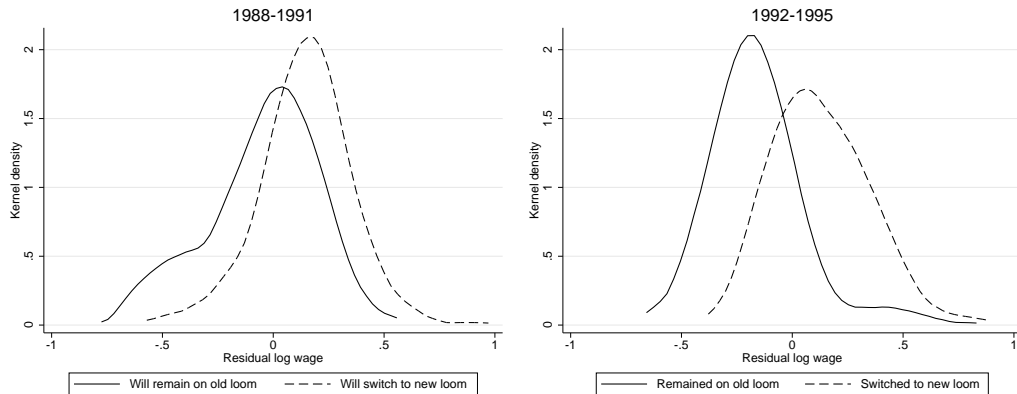 1988-1991
Kernel density
0
.5
1
1.5
2
-1
-.5
0
.5
1
Residual log wage
Will remain on old loom
Will switch to new loom
1992-1995
Kernel density
0
.5
1
1.5
2
-1
-.5
0
.5
1
Residual log wage
Remained on old loom
Switched to new loom